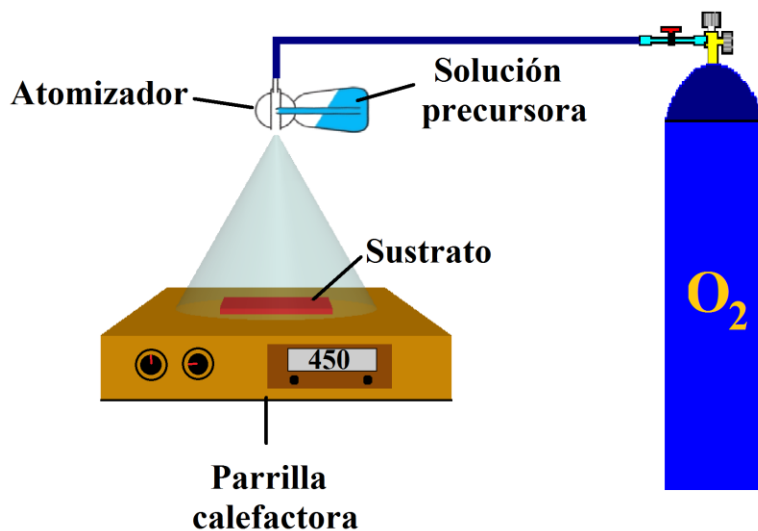 Atomizador
Solución
precursora
Sustrato
O2
450
Parrilla
calefactora